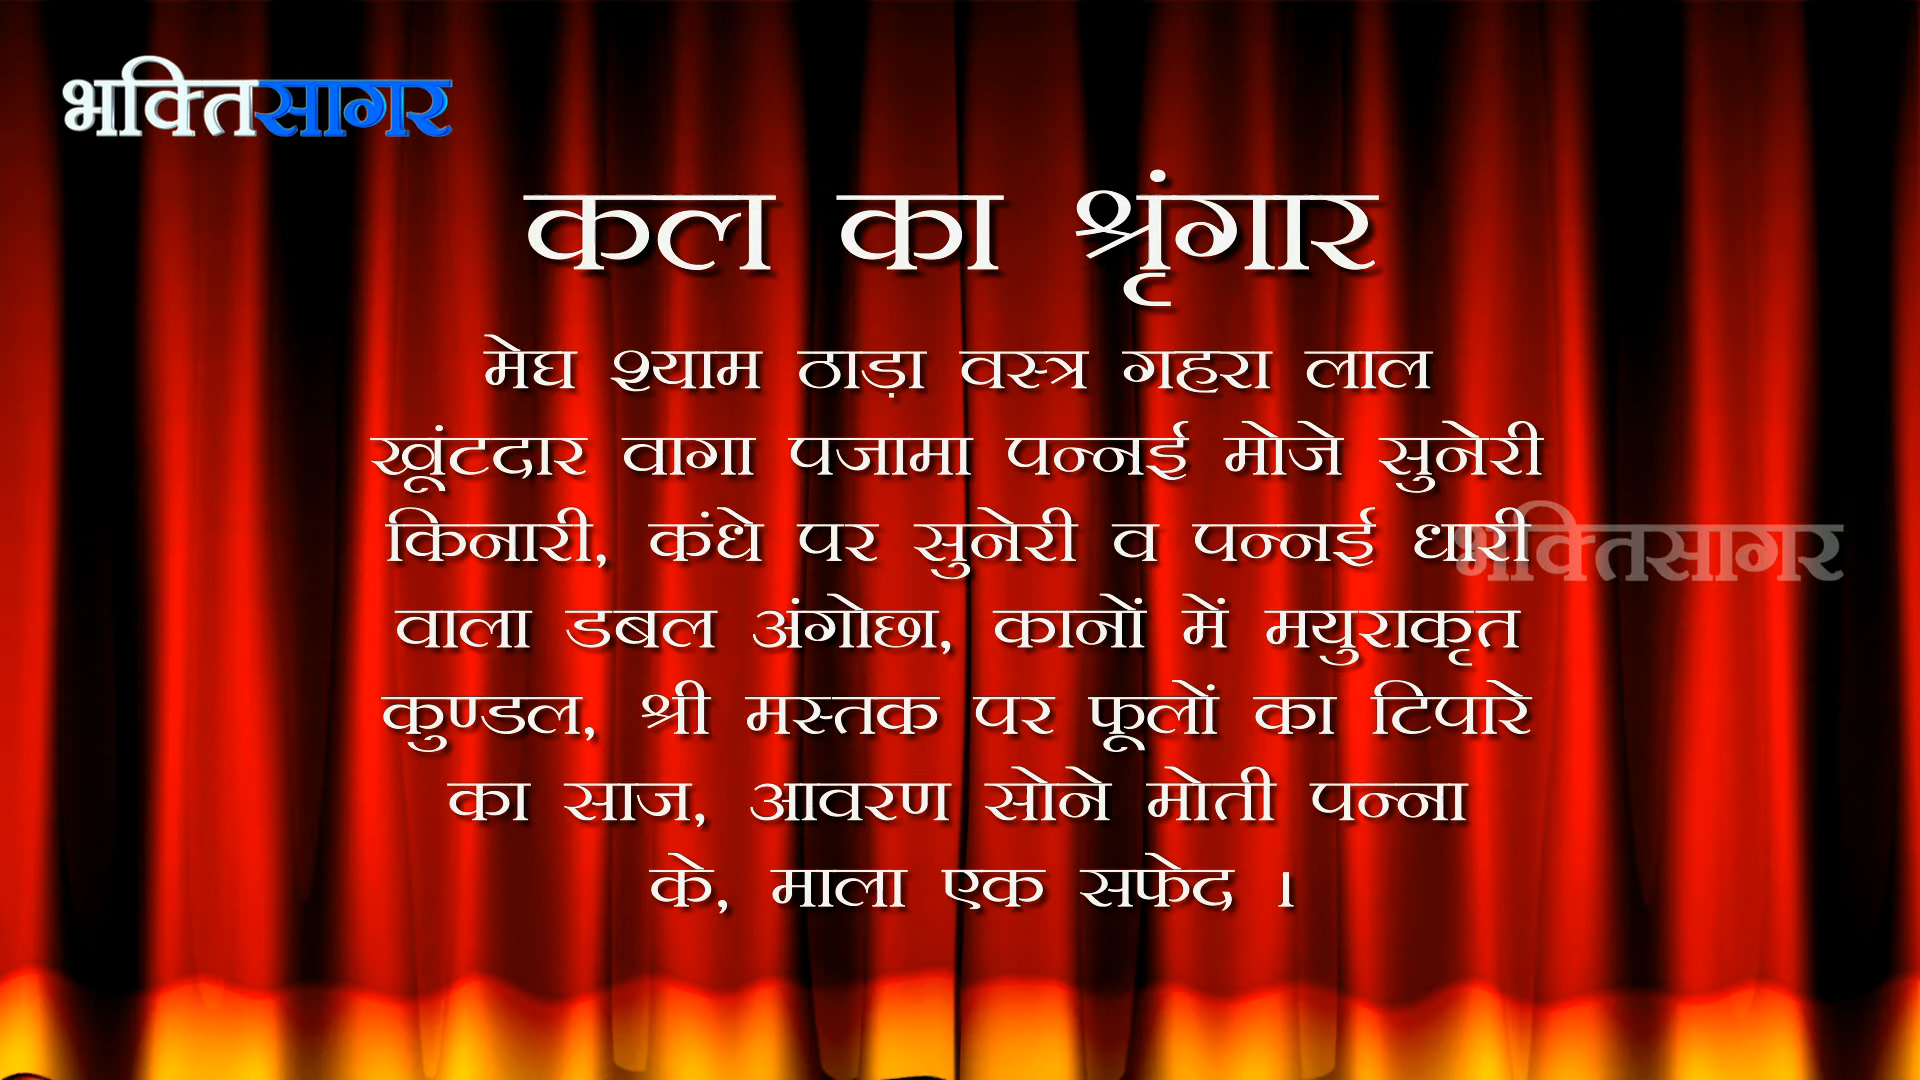 भक्तिसागर
कल का श्रृंगार
मेघ श्याम ठाड़ा वस्त्र गहरा लाल
खूंटदार वागा पजामा पन्नई मोजे सुनेरी
किनारी, कंधे पर सुनेरी व पन्नई धारी
भक्तिसागर
वाला डबल अंगोछा, कानों में मयुराकृत
कुण्डल, श्री मस्तक पर फूलों का टिपारे
का साज, आवरण सोने मोती पन्ना
के, माला एक सफेद ।